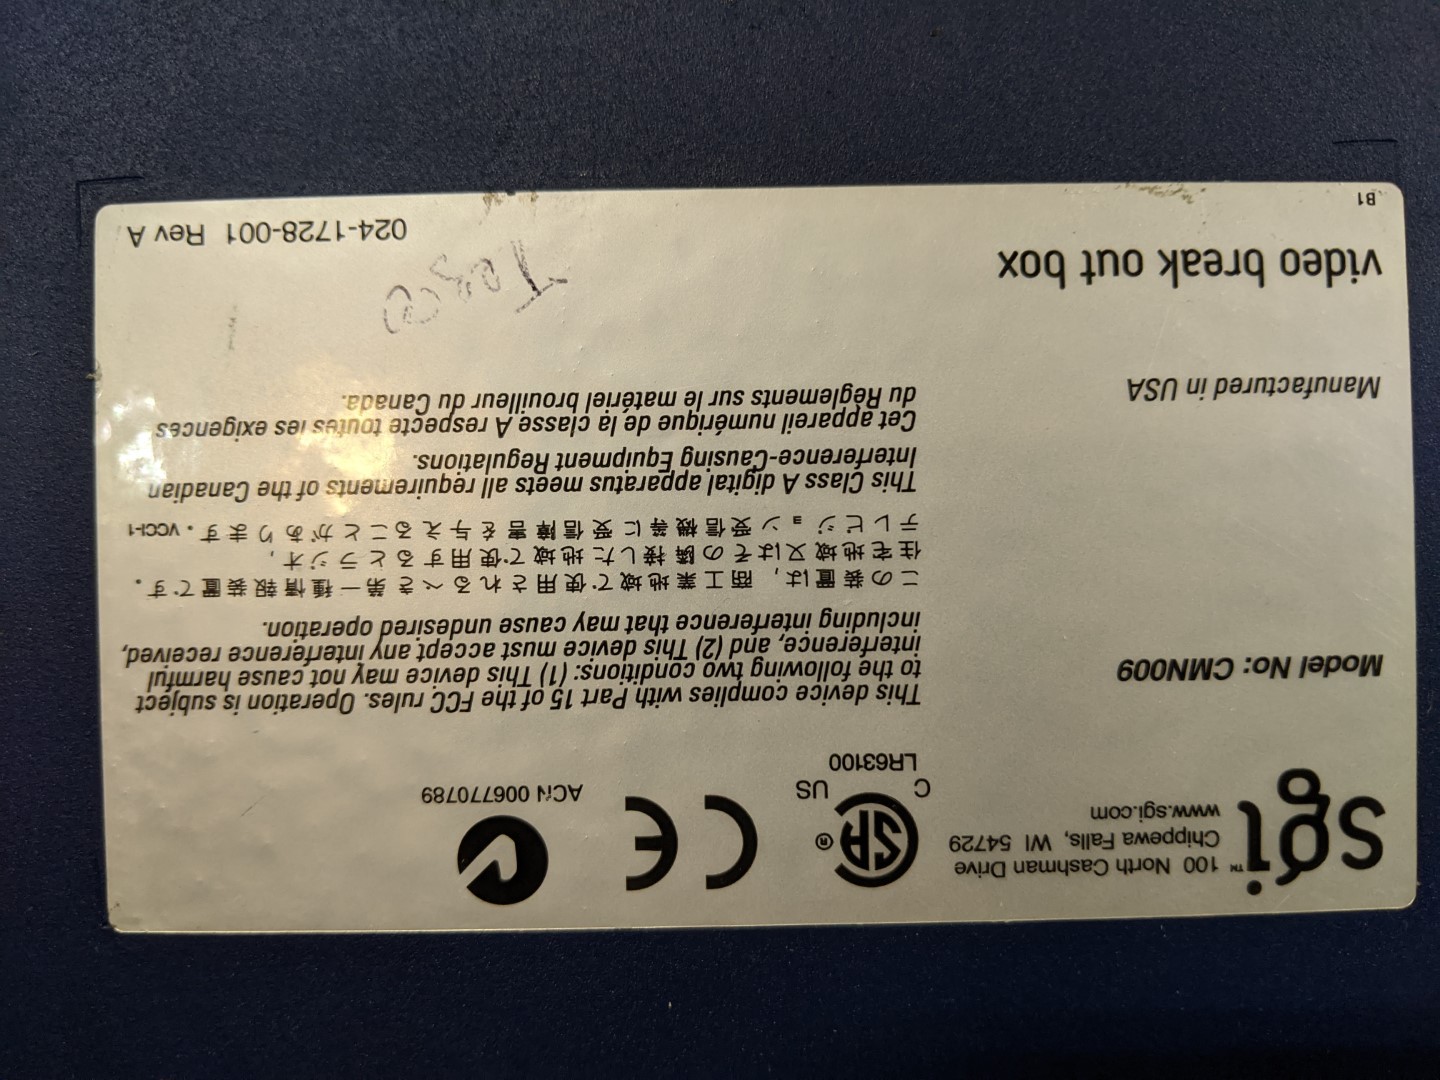 sgi™
100 North Cashman Drive
Chippewa Falls, WI 54729
www.sgi.com
CSA®
C US
LR63100
CE
ACN 006770789
Model No: CMN009
This device complies with Part 15 of the FCC rules. Operation is subject
to the following two conditions: (1) This device may not cause harmful
interference, and (2) This device must accept any interference received,
including interference that may cause undesired operation.
この装置は，商工業地域で使用されるべき第一種情報装置です．
住宅地域又はその隣接した地域で使用するとラジオ，
テレビジョン受信機等に受信障害を与えることがあります．VCCI-1
This Class A digital apparatus meets all requirements of the Canadian
Interference-Causing Equipment Regulations.
Cet appareil numérique de la classe A respecte toutes les exigences
du Règlements sur le matériel brouilleur du Canada.
Manufactured in USA
video break out box
024-1728-001 Rev A
B1